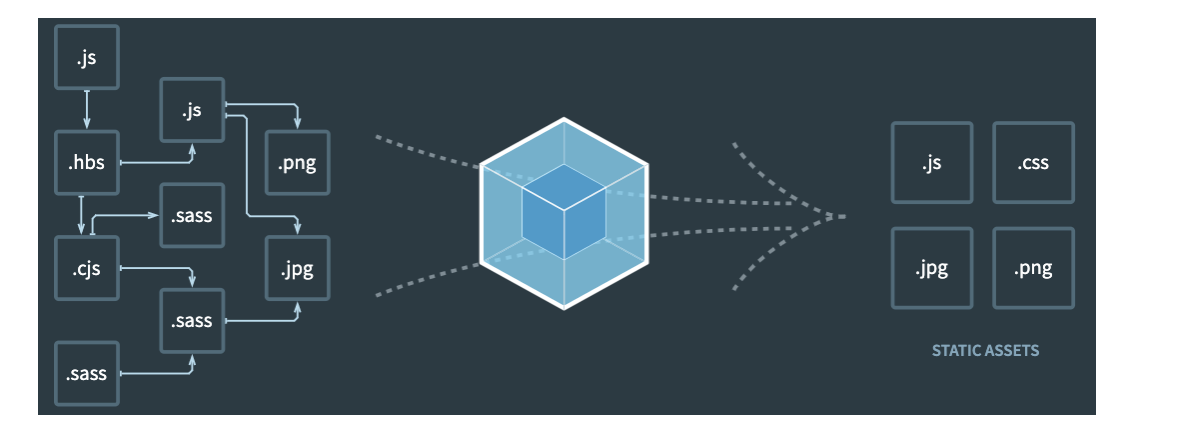 .js
.js
.hbs
.png
.sass
.cjs
.jpg
.sass
.sass
.js
.css
.jpg
.png
STATIC ASSETS